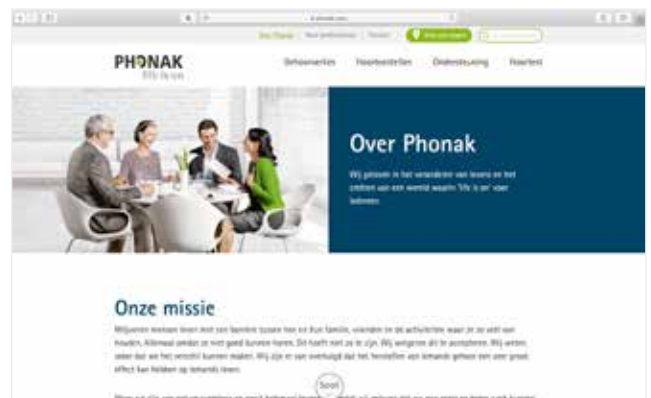 Over Phonak
PHONAK
life is on
Gehoorverlies Hoortoestellen Ondersteuning Hoortest
Over Phonak
Wij geloven in het veranderen van levens en het
creëren van een wereld waarin 'life is on' voor
iedereen
Onze missie
Miljoenen mensen leven met een barrière tussen hen en hun familie, vrienden en de activiteiten waar ze zo veel van
houden. Allemaal omdat ze niet goed kunnen horen. Dit hoeft niet zo te zijn. Wij weigeren dit te accepteren. Wij weten
zeker dat we het verschil kunnen maken. Wij zijn er van overtuigd dat het herstellen van iemands gehoor een zeer groot
effect kan hebben op iemands leven.